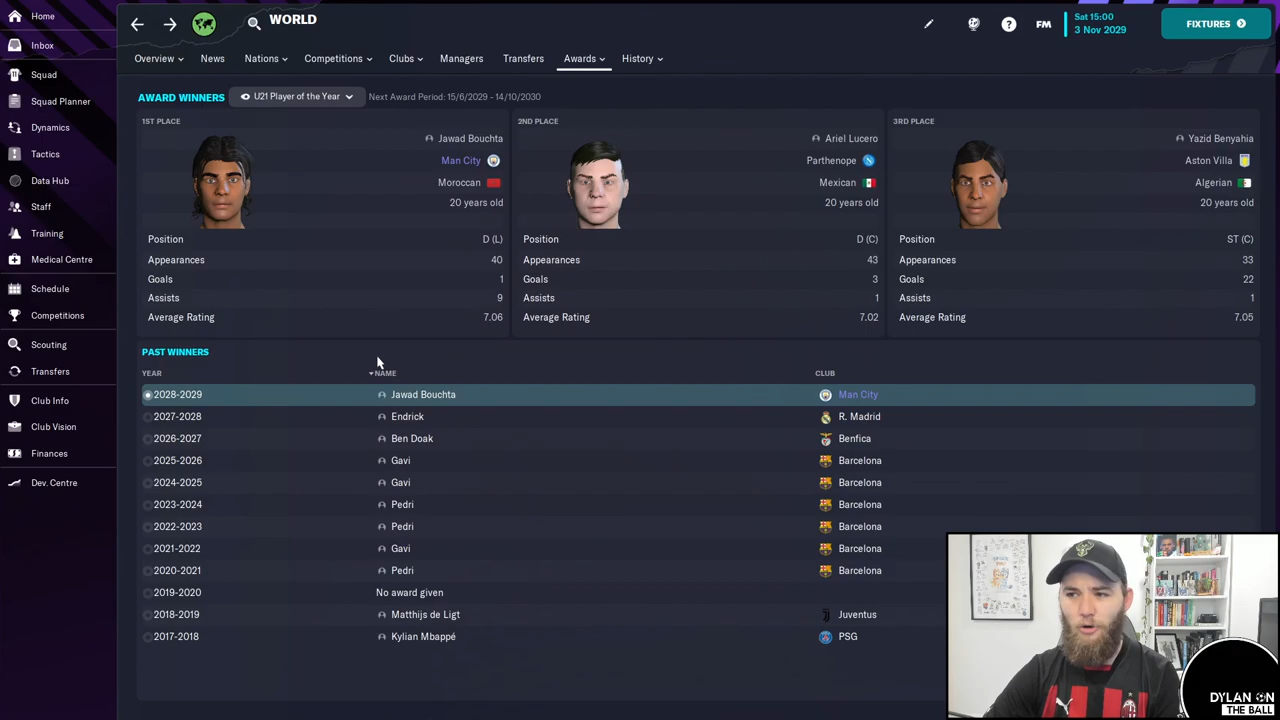 Home
WORLD
Sat 15:00
3 Nov 2029
FM
FIXTURES
Inbox
Squad
Squad Planner
Dynamics
Tactics
Data Hub
Staff
Training
Medical Centre
Schedule
Competitions
Scouting
Transfers
Club Info
Club Vision
Finances
Dev. Centre
Overview News Nations Competitions Clubs Managers Transfers Awards History
AWARD WINNERS U21 Player of the Year Next Award Period: 15/6/2029 - 14/10/2030
1ST PLACE
Jawad Bouchta
Man City
Moroccan
20 years old
Position D (L)
Appearances 40
Goals 1
Assists 9
Average Rating 7.06
2ND PLACE
Ariel Lucero
Parthenope
Mexican
20 years old
Position D (C)
Appearances 43
Goals 3
Assists 1
Average Rating 7.02
3RD PLACE
Yazid Benyahia
Aston Villa
Algerian
20 years old
Position ST (C)
Appearances 33
Goals 22
Assists 1
Average Rating 7.05
PAST WINNERS
YEAR NAME CLUB
2028-2029 Jawad Bouchta Man City
2027-2028 Endrick R. Madrid
2026-2027 Ben Doak Benfica
2025-2026 Gavi Barcelona
2024-2025 Gavi Barcelona
2023-2024 Pedri Barcelona
2022-2023 Pedri Barcelona
2021-2022 Gavi Barcelona
2020-2021 Pedri Barcelona
2019-2020 No award given
2018-2019 Matthijs de Ligt Juventus
2017-2018 Kylian Mbappé PSG
DYLAN ON
THE BALL